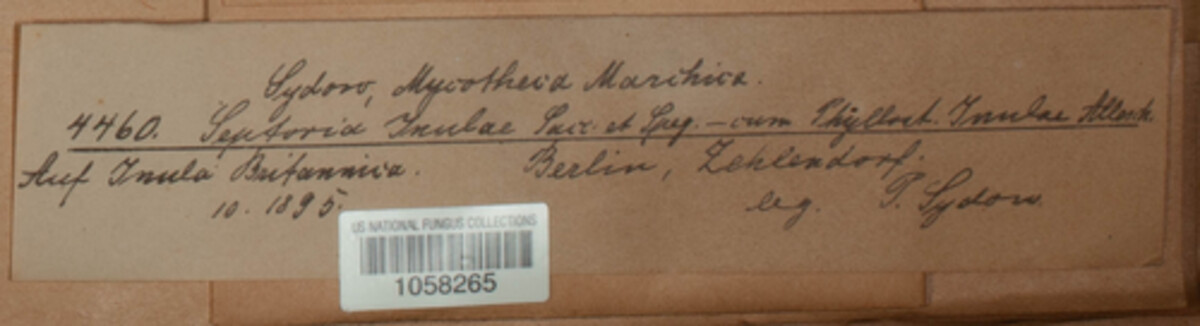 Sydow, Mycotheca Marchica.
4460. Septoria Inulae Sacc. et Speg. – cum Phyllost. Inulae Allesch.
Auf Inula Britannica. Berlin, Zehlendorf.
10. 1895. leg. P. Sydow
US NATIONAL FUNGUS COLLECTIONS
1058265